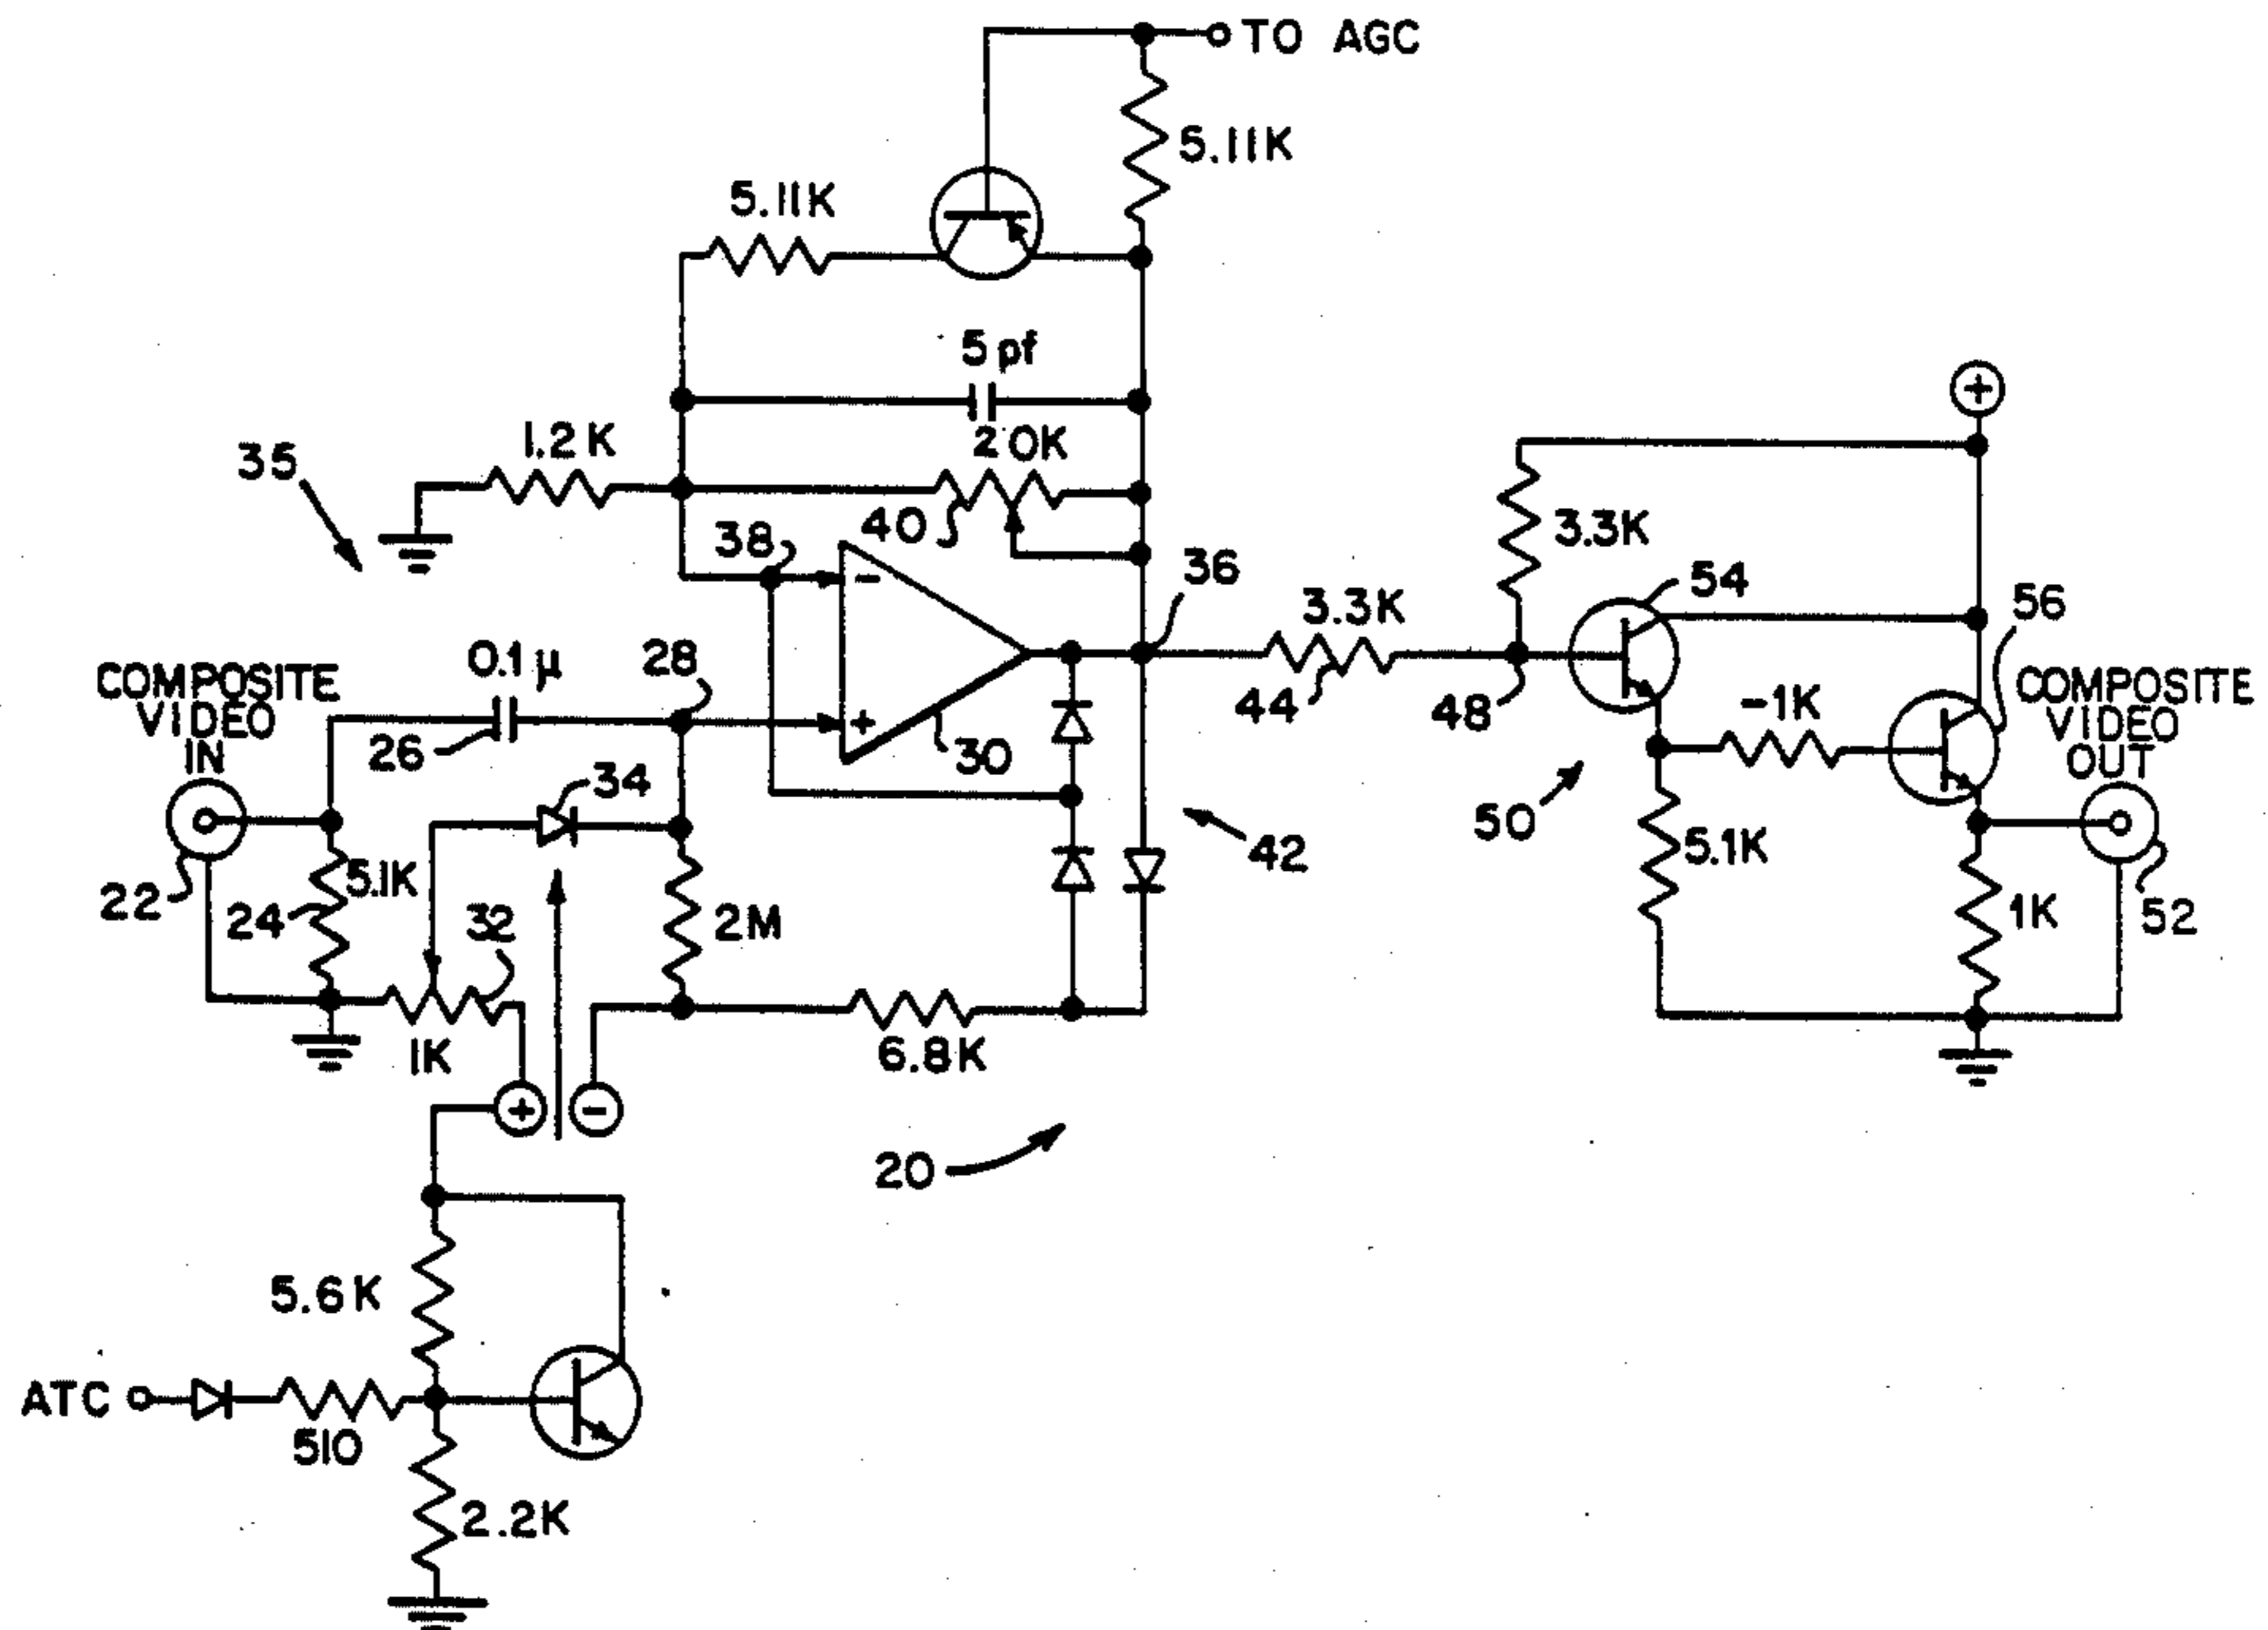 TO AGC
5.11K
5.11K
5 pf
1.2K
20K
35
40
38
36
3.3K
3.3K
54
56
0.1 μ
28
COMPOSITE
VIDEO
IN
26
30
44
48
-1K
COMPOSITE
VIDEO
OUT
34
50
42
5.1K
22
24
5.1K
32
2M
1K
52
1K
6.8K
+
-
20
5.6K
ATC
510
2.2K